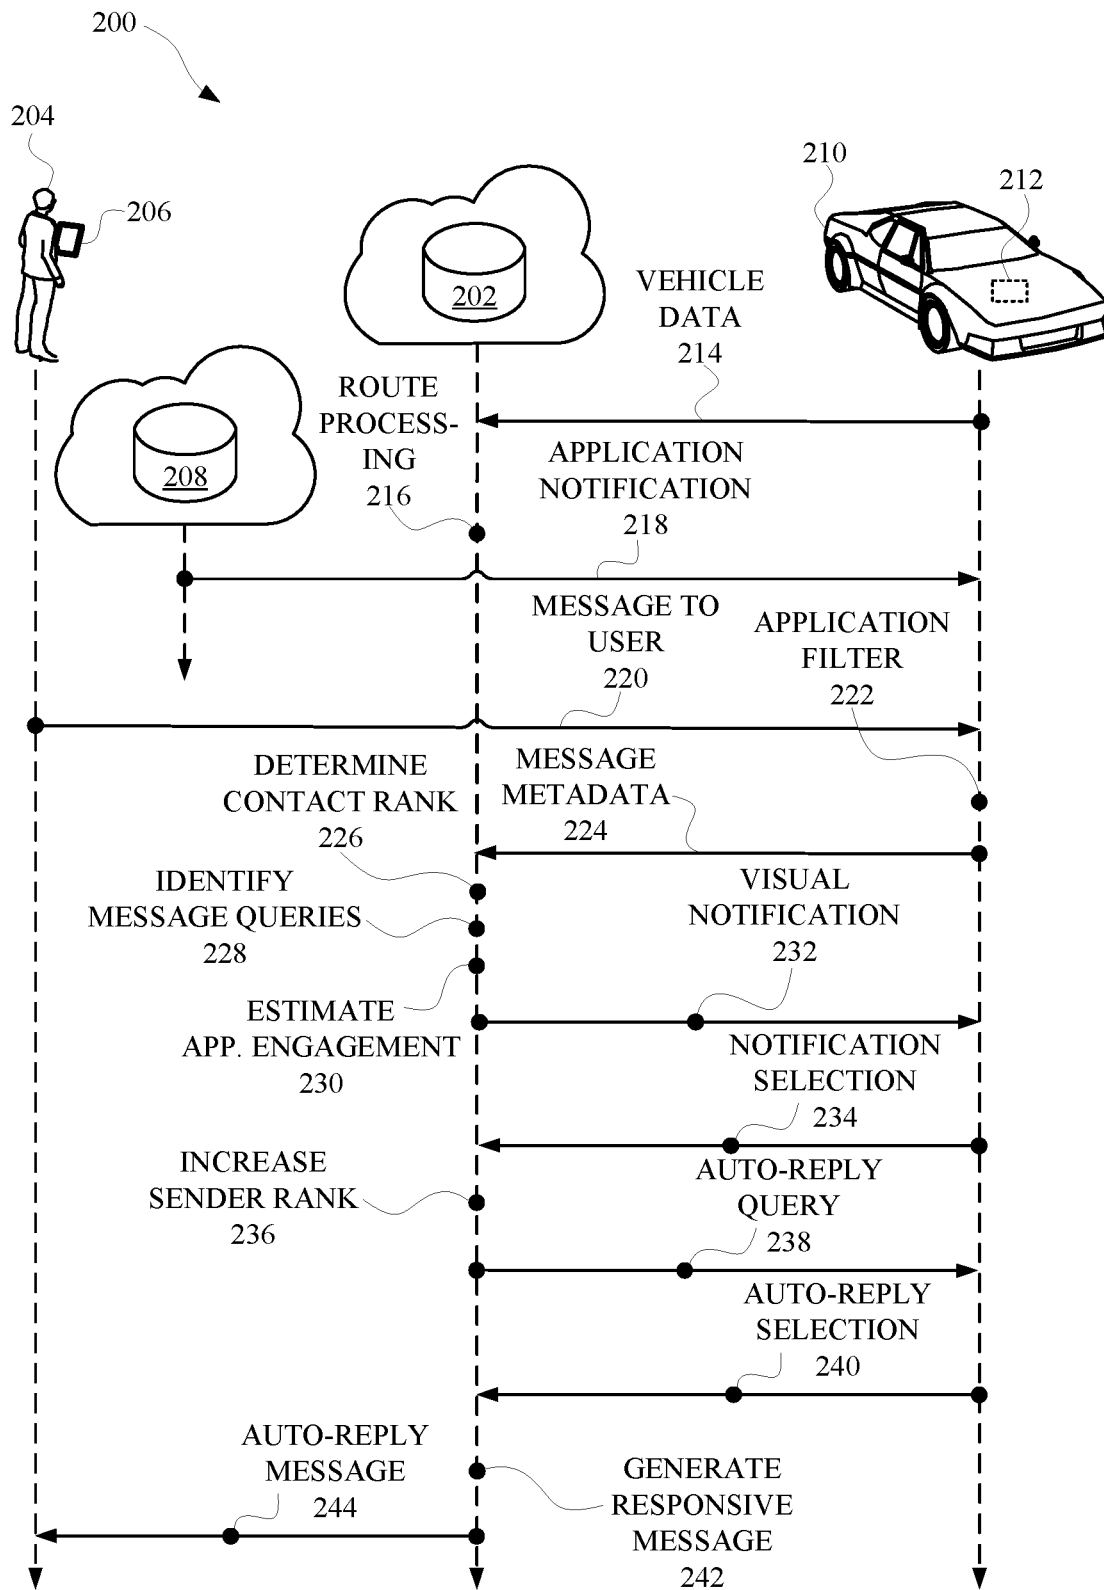 200
204
206
210
212
202
VEHICLE
DATA
214
ROUTE
PROCESS-
ING
216
208
APPLICATION
NOTIFICATION
218
MESSAGE TO
USER
220
APPLICATION
FILTER
222
DETERMINE
CONTACT RANK
226
MESSAGE
METADATA
224
IDENTIFY
MESSAGE QUERIES
228
VISUAL
NOTIFICATION
232
ESTIMATE
APP. ENGAGEMENT
230
NOTIFICATION
SELECTION
234
INCREASE
SENDER RANK
236
AUTO-REPLY
QUERY
238
AUTO-REPLY
SELECTION
240
AUTO-REPLY
MESSAGE
244
GENERATE
RESPONSIVE
MESSAGE
242